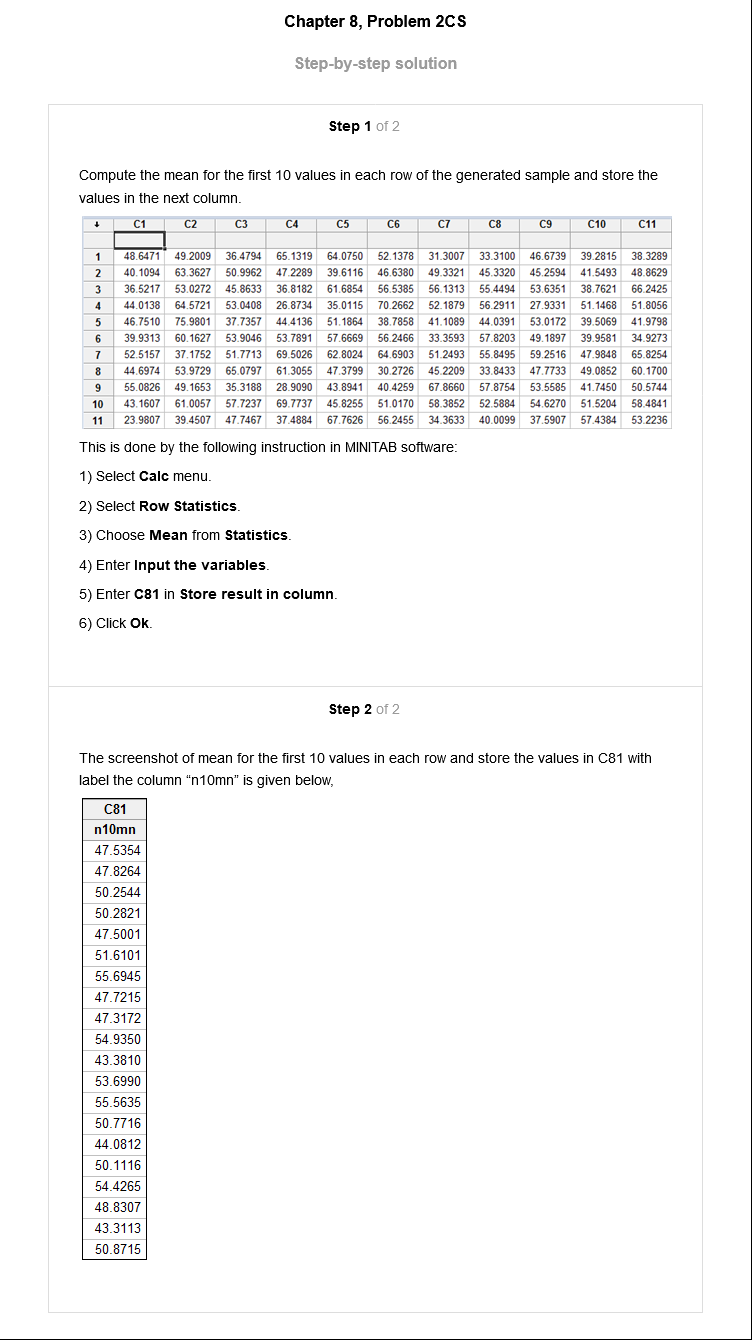 Chapter 8, Problem 2CS
Step-by-step solution
Step 1 of 2
Compute the mean for the first 10 values in each row of the generated sample and store the
values in the next column.
↓ C1 C2 C3 C4 C5 C6 C7 C8 C9 C10 C11
1 48.6471 49.2009 36.4794 65.1319 64.0750 52.1378 31.3007 33.3100 46.6739 39.2815 38.3289
2 40.1094 63.3627 50.9962 47.2289 39.6116 46.6380 49.3321 45.3320 45.2594 41.5493 48.8629
3 36.5217 53.0272 45.8633 36.8182 61.6854 56.5385 56.1313 55.4494 53.6351 38.7621 66.2425
4 44.0138 64.5721 53.0408 26.8734 35.0115 70.2662 52.1879 56.2911 27.9331 51.1468 51.8056
5 46.7510 75.9801 37.7357 44.4136 51.1864 38.7858 41.1089 44.0391 53.0172 39.5069 41.9798
6 39.9313 60.1627 53.9046 53.7891 57.6669 56.2466 33.3593 57.8203 49.1897 39.9581 34.9273
7 52.5157 37.1752 51.7713 69.5026 62.8024 64.6903 51.2493 55.8495 59.2516 47.9848 65.8254
8 44.6974 53.9729 65.0797 61.3055 47.3799 30.2726 45.2209 33.8433 47.7733 49.0852 60.1700
9 55.0826 49.1653 35.3188 28.9090 43.8941 40.4259 67.8660 57.8754 53.5585 41.7450 50.5744
10 43.1607 61.0057 57.7237 69.7737 45.8255 51.0170 58.3852 52.5884 54.6270 51.5204 58.4841
11 23.9807 39.4507 47.7467 37.4884 67.7626 56.2455 34.3633 40.0099 37.5907 57.4384 53.2236
This is done by the following instruction in MINITAB software:
1) Select Calc menu.
2) Select Row Statistics.
3) Choose Mean from Statistics.
4) Enter Input the variables.
5) Enter C81 in Store result in column.
6) Click Ok.
Step 2 of 2
The screenshot of mean for the first 10 values in each row and store the values in C81 with
label the column “n10mn” is given below,
C81
n10mn
47.5354
47.8264
50.2544
50.2821
47.5001
51.6101
55.6945
47.7215
47.3172
54.9350
43.3810
53.6990
55.5635
50.7716
44.0812
50.1116
54.4265
48.8307
43.3113
50.8715